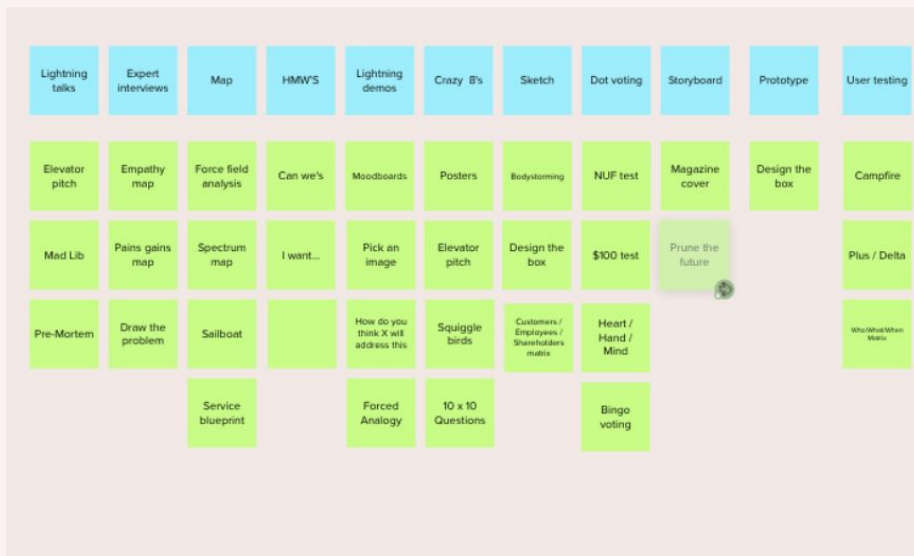 Lightning
talks
Expert
interviews
Map
HMW'S
Lightning
demos
Crazy 8's
Sketch
Dot voting
Storyboard
Prototype
User testing
Elevator
pitch
Empathy
map
Force field
analysis
Can we's
Moodboards
Posters
Bodystorming
NUF test
Magazine
cover
Design the
box
Campfire
Mad Lib
Pains gains
map
Spectrum
map
I want...
Pick an
image
Elevator
pitch
Design the
box
$100 test
Prune the
future
Plus / Delta
Pre-Mortem
Draw the
problem
Sailboat
How do you
think X will
address this
Squiggle
birds
Customers /
Employees /
Shareholders
matrix
Heart /
Hand /
Mind
Who/What/When
Matrix
Service
blueprint
Forced
Analogy
10 x 10
Questions
Bingo
voting